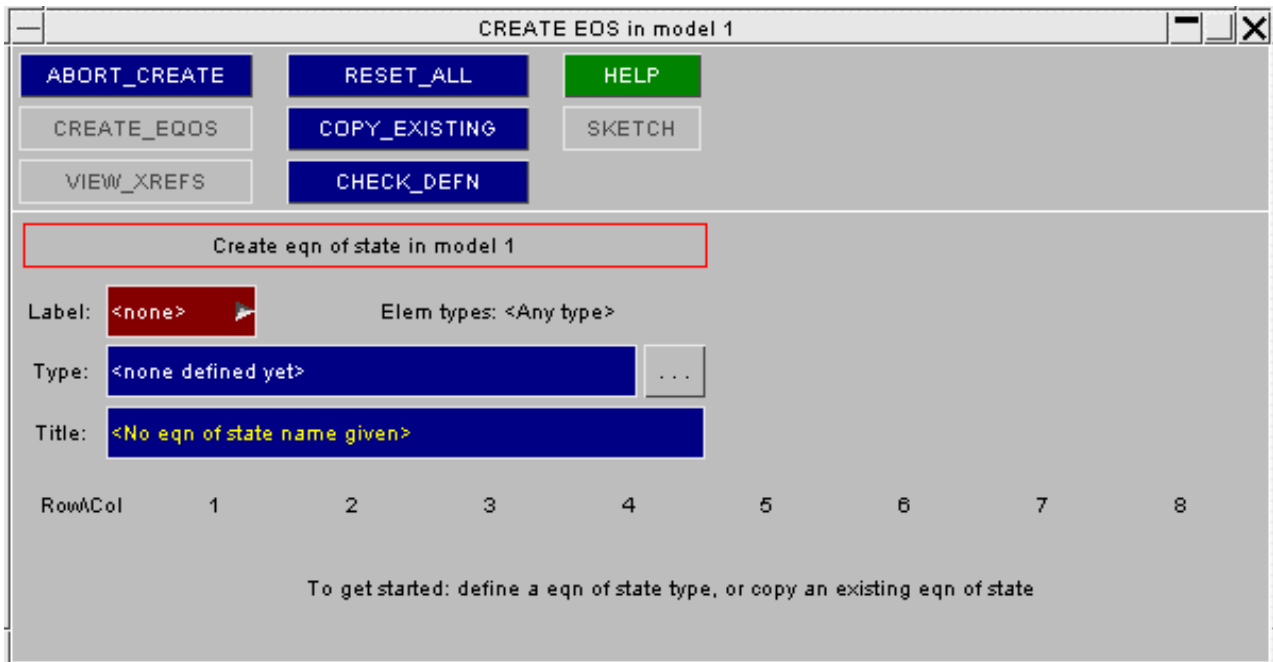 CREATE EOS in model 1
ABORT_CREATE RESET_ALL HELP
CREATE_EQOS COPY_EXISTING SKETCH
VIEW_XREFS CHECK_DEFN
Create eqn of state in model 1
Label: <none> Elem types: <Any type>
Type: <none defined yet> ...
Title: <No eqn of state name given>
Row\Col 1 2 3 4 5 6 7 8
To get started: define a eqn of state type, or copy an existing eqn of state